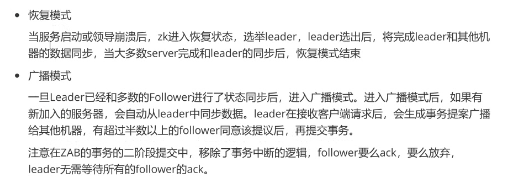 恢复模式
当服务启动或领导崩溃后，zk进入恢复状态，选举leader，leader选出后，将完成leader和其他机
器的数据同步，当大多数server完成和leader的同步后，恢复模式结束
广播模式
一旦Leader已经和多数的Follower进行了状态同步后，进入广播模式。进入广播模式后，如果有
新加入的服务器，会自动从leader中同步数据。leader在接收客户端请求后，会生成事务提案广播
给其他机器，有超过半数以上的follower同意该提议后，再提交事务。
注意在ZAB的事务的二阶段提交中，移除了事务中断的逻辑，follower要么ack，要么放弃，
leader无需等待所有的follower的ack。